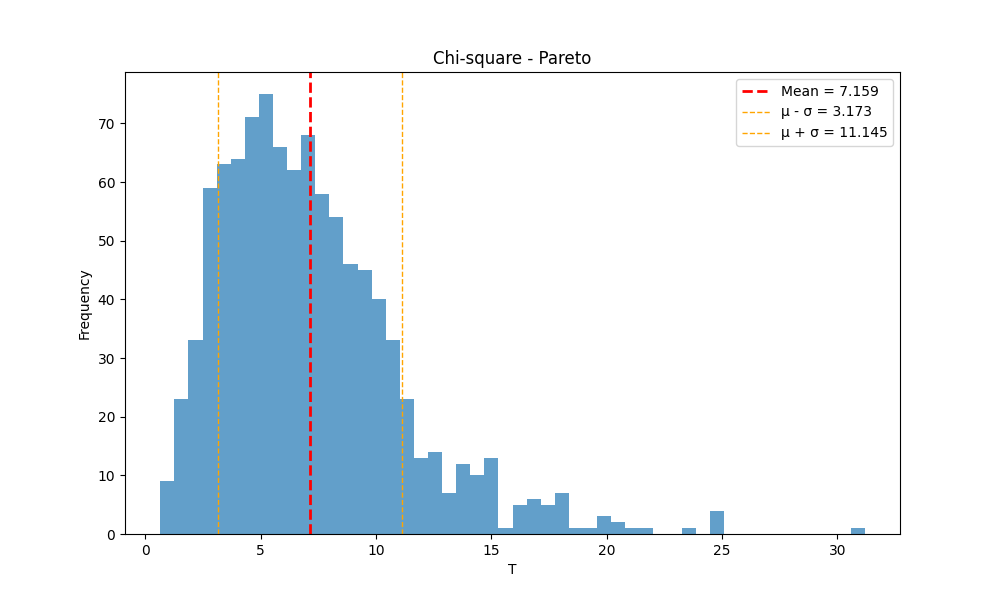 Chi-square - Pareto
Mean = 7.159
μ - σ = 3.173
μ + σ = 11.145
Frequency
70
60
50
40
30
20
10
0
0 5 10 15 20 25 30
T